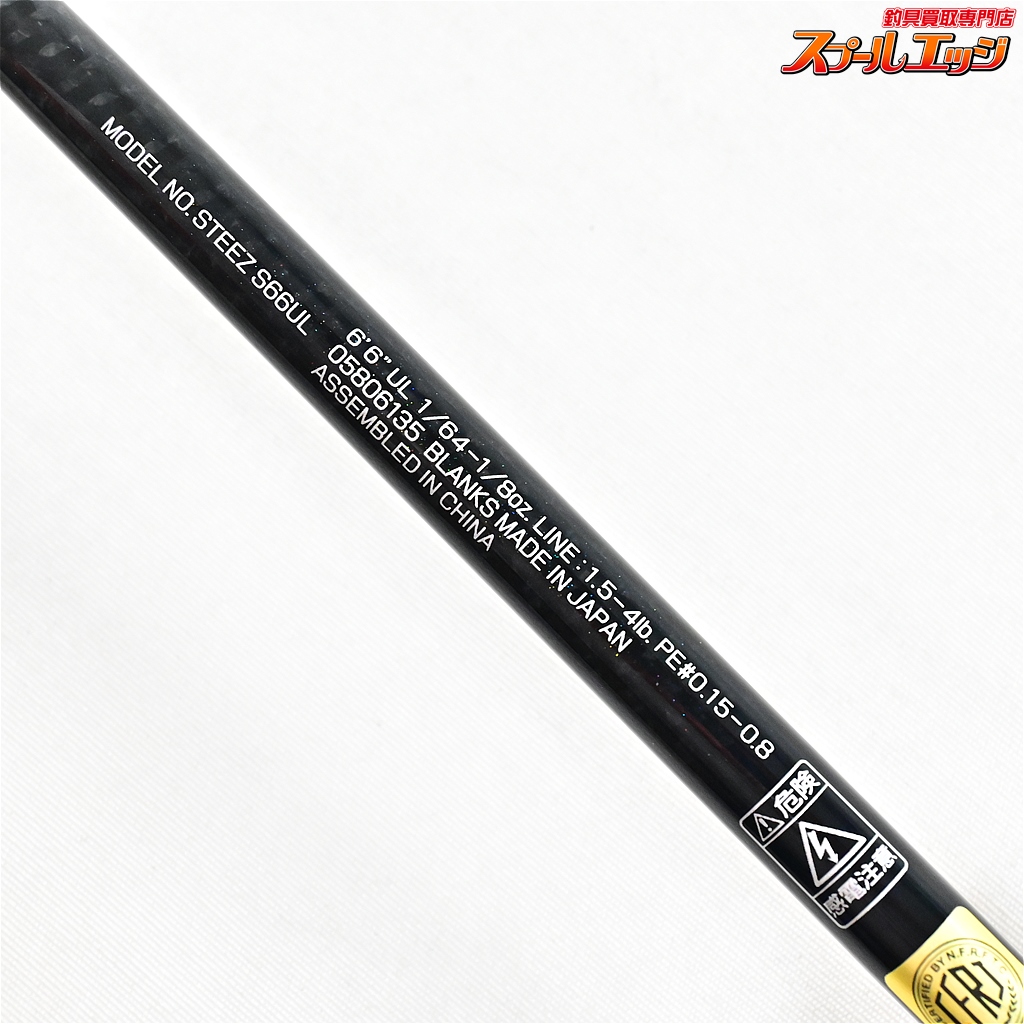 釣具買取専門店
スプールエッジ
MODEL NO. STEEZ S66UL
6'6" UL 1/64-1/8oz. LINE : 1.5-4lb. PE#0.15-0.8
05806135 BLANKS MADE IN JAPAN
ASSEMBLED IN CHINA
危険
感電注意